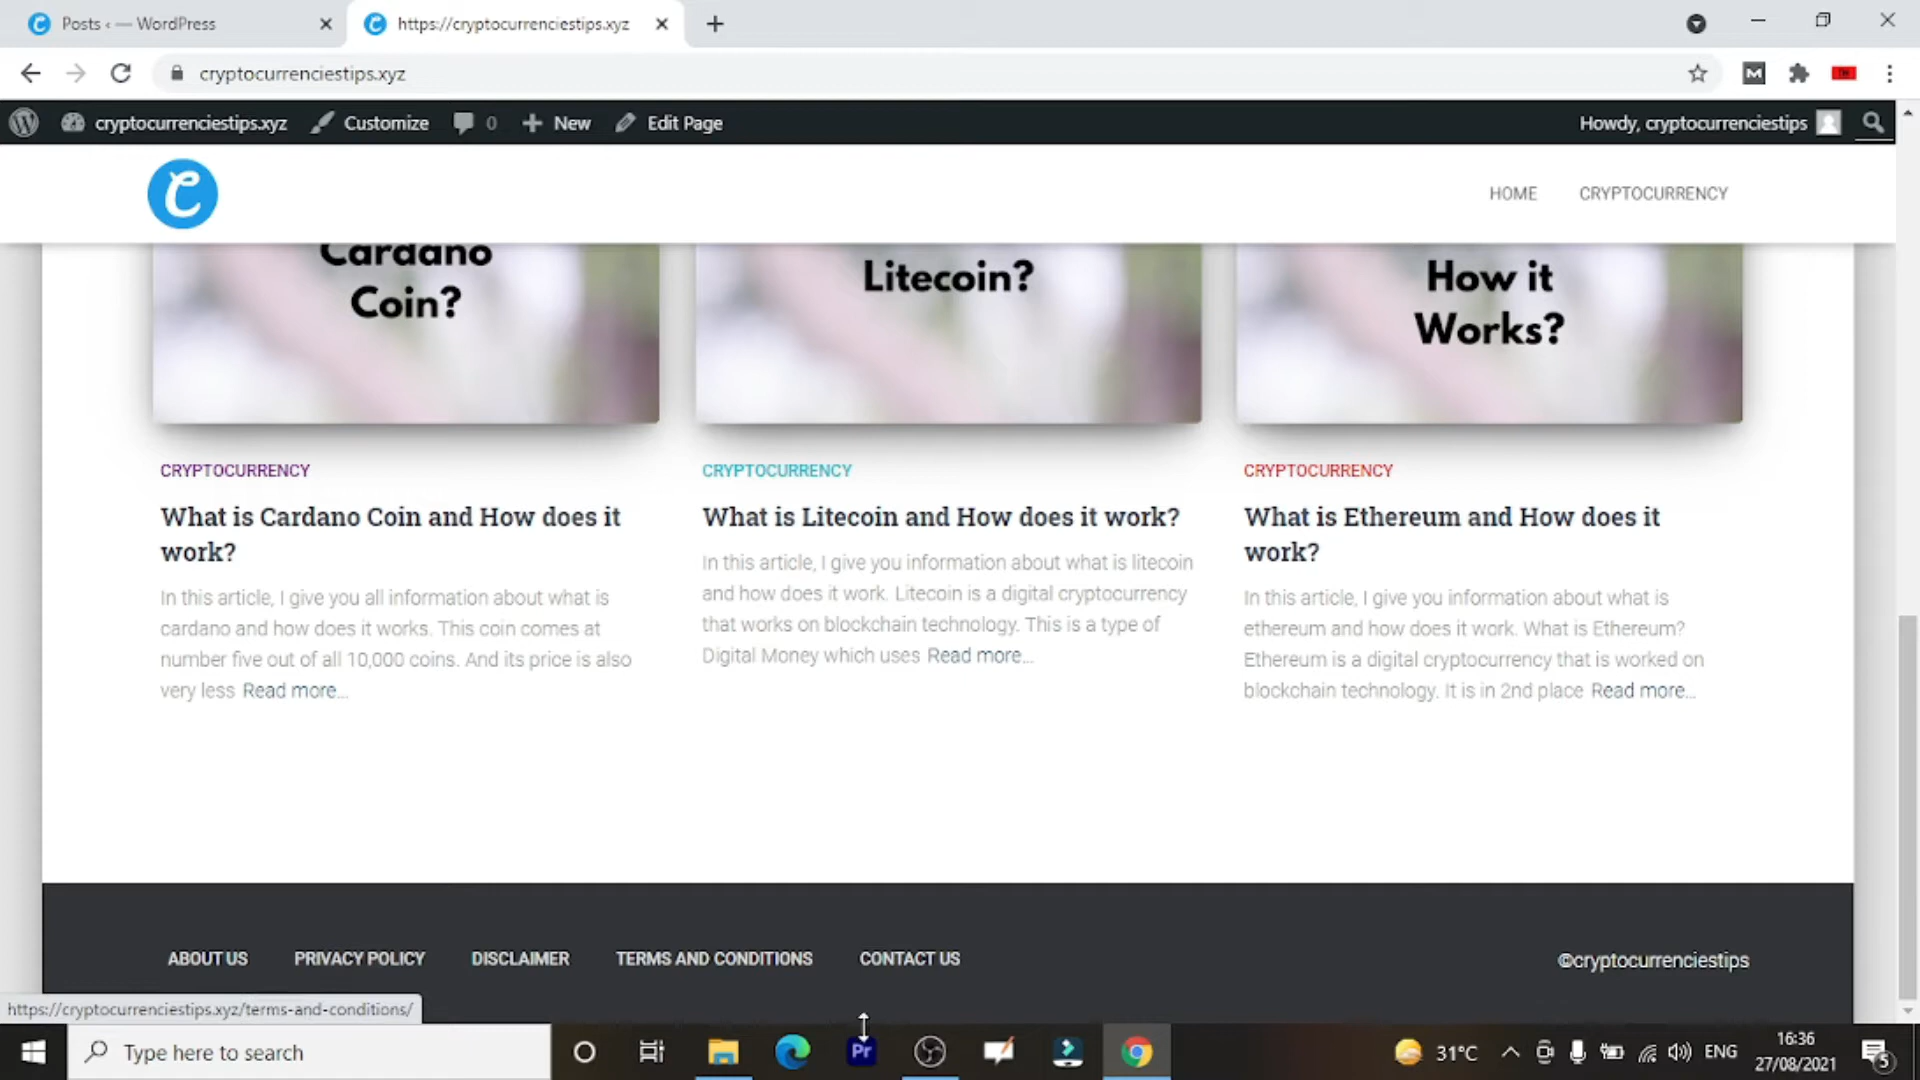 Posts ‹ — WordPress
https://cryptocurrenciestips.xyz
cryptocurrenciestips.xyz
cryptocurrenciestips.xyz
Customize
0
New
Edit Page
Howdy, cryptocurrenciestips
C
HOME
CRYPTOCURRENCY
Cardano
Coin?
Litecoin?
How it
Works?
CRYPTOCURRENCY
What is Cardano Coin and How does it
work?
In this article, I give you all information about what is
cardano and how does it works. This coin comes at
number five out of all 10,000 coins. And its price is also
very less Read more...
CRYPTOCURRENCY
What is Litecoin and How does it work?
In this article, I give you information about what is litecoin
and how does it work. Litecoin is a digital cryptocurrency
that works on blockchain technology. This is a type of
Digital Money which uses Read more...
CRYPTOCURRENCY
What is Ethereum and How does it
work?
In this article, I give you information about what is
ethereum and how does it work. What is Ethereum?
Ethereum is a digital cryptocurrency that is worked on
blockchain technology. It is in 2nd place Read more...
ABOUT US
PRIVACY POLICY
DISCLAIMER
TERMS AND CONDITIONS
CONTACT US
©cryptocurrenciestips
https://cryptocurrenciestips.xyz/terms-and-conditions/
Type here to search
Pr
31°C
ENG
16:36
27/08/2021
5